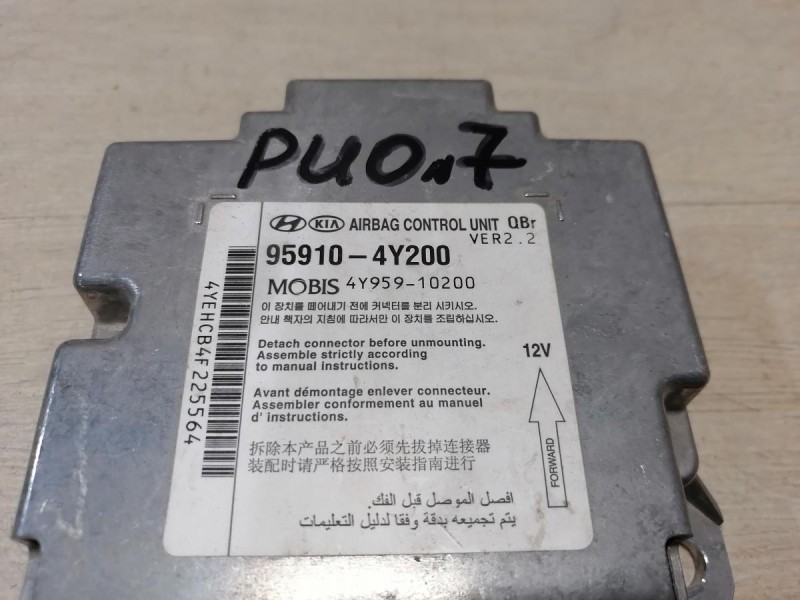 PU0.7
HYUNDAI KIA AIRBAG CONTROL UNIT QBr
VER2.2
95910-4Y200
MOBIS 4Y959-10200
이 장치를 떼어내기 전에 커넥터를 분리 시키시오.
안내 책자의 지침에 따라서만 이 장치를 조립하십시오.
Detach connector before unmounting.
Assemble strictly according
to manual instructions.
12V
Avant démontage enlever connecteur.
Assembler conformement au manuel
d' instructions.
FORWARD
拆除本产品之前必须先拔掉连接器
装配时请严格按照安装指南进行
افصل الموصل قبل الفك.
يتم تجميعه بدقة وفقا لدليل التعليمات
4YEHCB4F225564